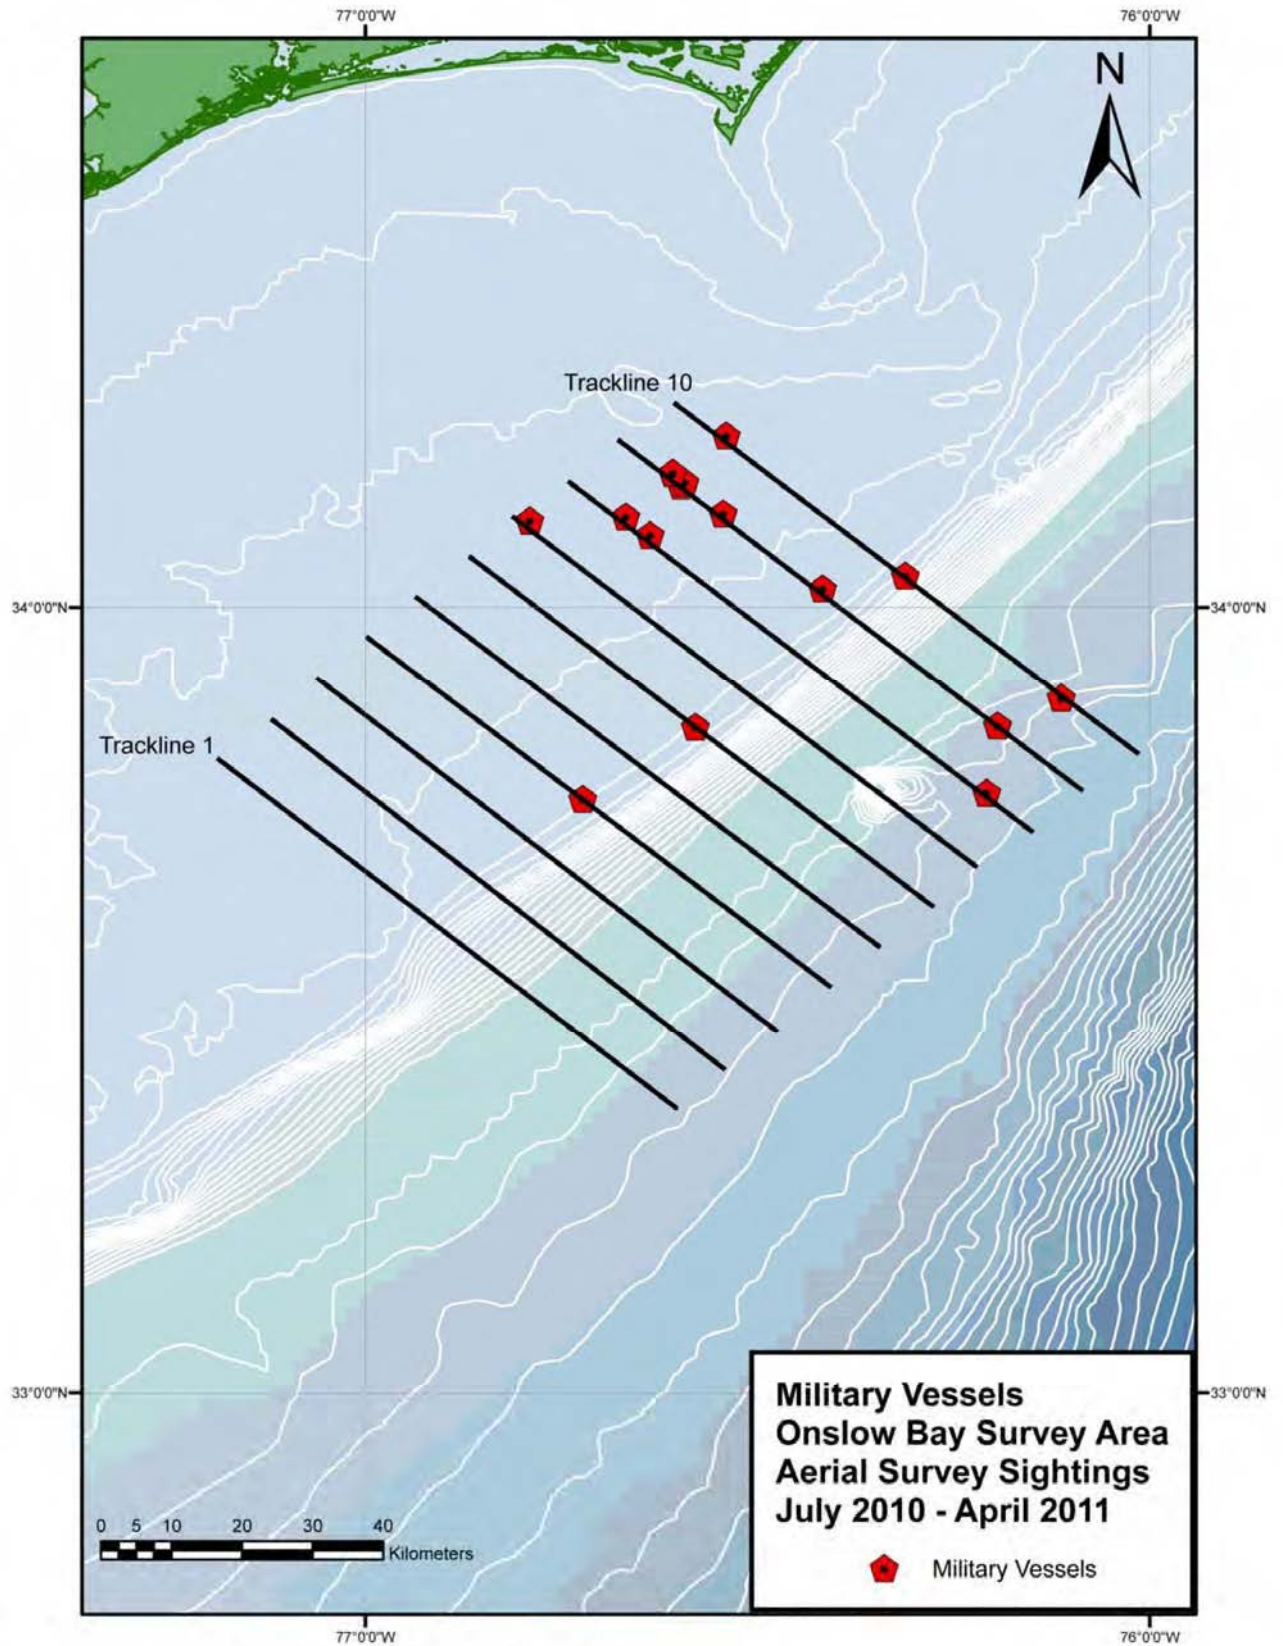 77°0'0"W 76°0'0"W
N
Trackline 10
34°0'0"N 34°0'0"N
Trackline 1
33°0'0"N 33°0'0"N
Military Vessels
Onslow Bay Survey Area
Aerial Survey Sightings
July 2010 - April 2011
Military Vessels
0 5 10 20 30 40
Kilometers
77°0'0"W 76°0'0"W